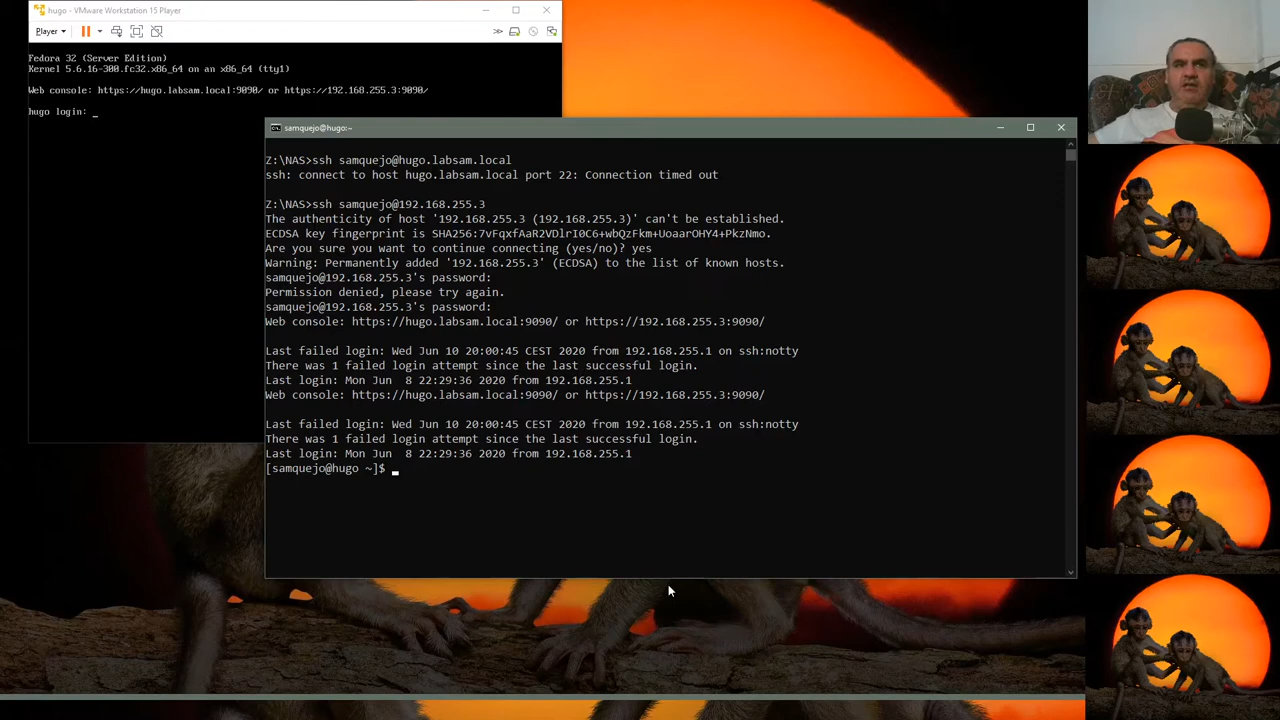 hugo - VMware Workstation 15 Player
Player
Fedora 32 (Server Edition)
Kernel 5.6.16-300.fc32.x86_64 on an x86_64 (tty1)
Web console: https://hugo.labsam.local:9090/ or https://192.168.255.3:9090/
hugo login: _
samquejo@hugo:~
Z:\NAS>ssh samquejo@hugo.labsam.local
ssh: connect to host hugo.labsam.local port 22: Connection timed out
Z:\NAS>ssh samquejo@192.168.255.3
The authenticity of host '192.168.255.3 (192.168.255.3)' can't be established.
ECDSA key fingerprint is SHA256:7vFqxfAaR2VDlrI0C6+wbQzFkm+UoaarOHY4+PkzNmo.
Are you sure you want to continue connecting (yes/no)? yes
Warning: Permanently added '192.168.255.3' (ECDSA) to the list of known hosts.
samquejo@192.168.255.3's password:
Permission denied, please try again.
samquejo@192.168.255.3's password:
Web console: https://hugo.labsam.local:9090/ or https://192.168.255.3:9090/
Last failed login: Wed Jun 10 20:00:45 CEST 2020 from 192.168.255.1 on ssh:notty
There was 1 failed login attempt since the last successful login.
Last login: Mon Jun  8 22:29:36 2020 from 192.168.255.1
Web console: https://hugo.labsam.local:9090/ or https://192.168.255.3:9090/
Last failed login: Wed Jun 10 20:00:45 CEST 2020 from 192.168.255.1 on ssh:notty
There was 1 failed login attempt since the last successful login.
Last login: Mon Jun  8 22:29:36 2020 from 192.168.255.1
[samquejo@hugo ~]$ _